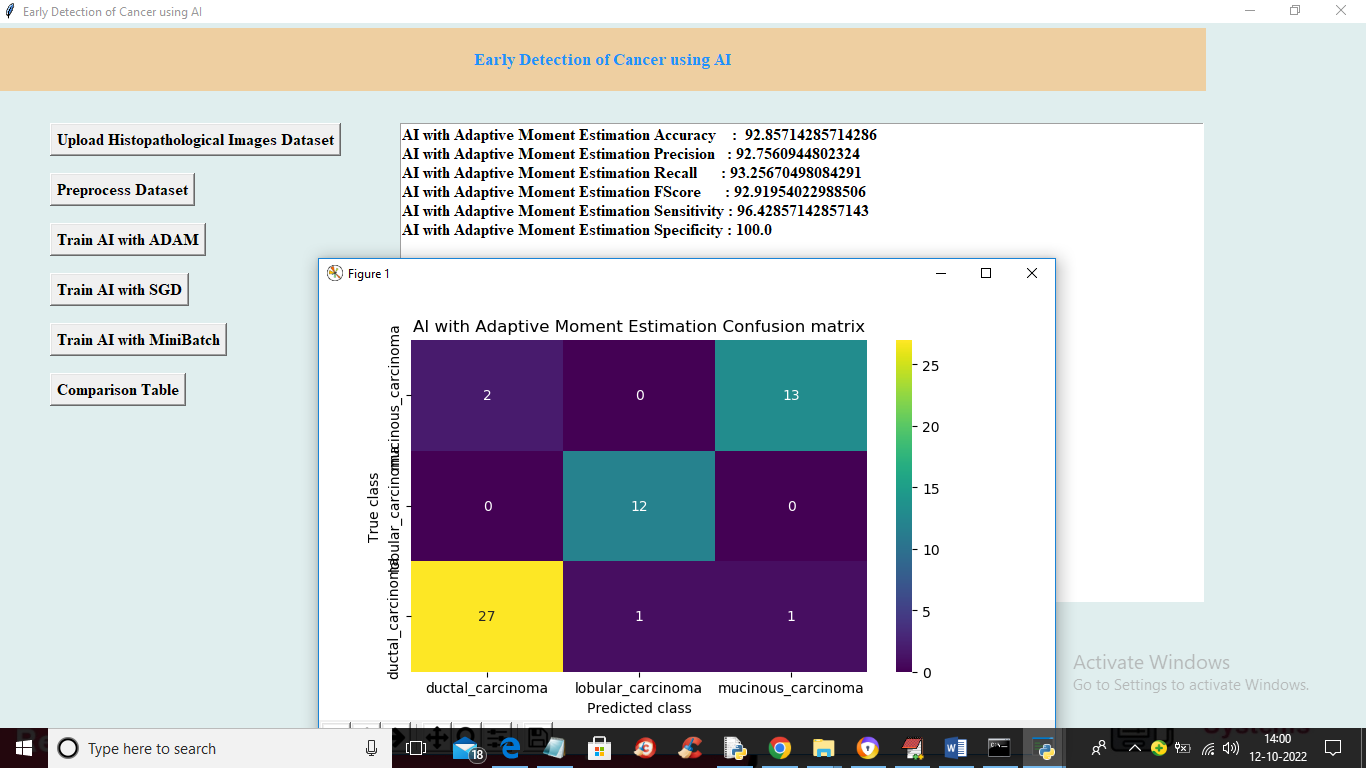 Early Detection of Cancer using AI
Early Detection of Cancer using AI
Upload Histopathological Images Dataset
Preprocess Dataset
Train AI with ADAM
Train AI with SGD
Train AI with MiniBatch
Comparison Table
AI with Adaptive Moment Estimation Accuracy : 92.85714285714286
AI with Adaptive Moment Estimation Precision : 92.7560944802324
AI with Adaptive Moment Estimation Recall : 93.25670498084291
AI with Adaptive Moment Estimation FScore : 92.91954022988506
AI with Adaptive Moment Estimation Sensitivity : 96.42857142857143
AI with Adaptive Moment Estimation Specificity : 100.0
Figure 1
AI with Adaptive Moment Estimation Confusion matrix
True class
mucinous_carcinoma
2 0 13
lobular_carcinoma
0 12 0
ductal_carcinoma
27 1 1
ductal_carcinoma lobular_carcinoma mucinous_carcinoma
Predicted class
25
20
15
10
5
0
Activate Windows
Go to Settings to activate Windows.
Type here to search
18
14:00
12-10-2022